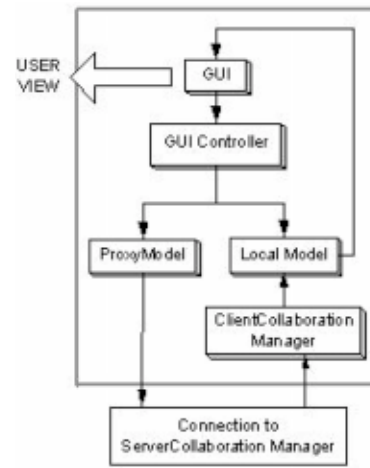 USER
VIEW
GUI
GUI Controller
ProxyModel
Local Model
ClientCollaboration
Manager
Connection to
ServerCollaboration Manager